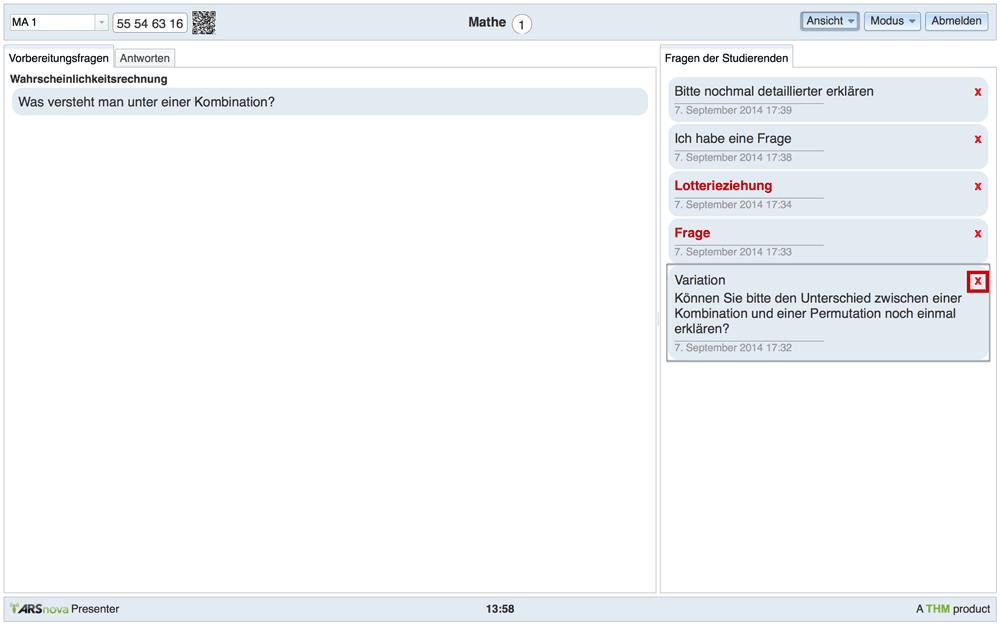 MA 1
55 54 63 16
Mathe 1
Ansicht
Modus
Abmelden
Vorbereitungsfragen
Antworten
Wahrscheinlichkeitsrechnung
Was versteht man unter einer Kombination?
Fragen der Studierenden
Bitte nochmal detaillierter erklären x
7. September 2014 17:39
Ich habe eine Frage x
7. September 2014 17:38
Lotterieziehung x
7. September 2014 17:34
Frage x
7. September 2014 17:33
Variation x
Können Sie bitte den Unterschied zwischen einer
Kombination und einer Permutation noch einmal
erklären?
7. September 2014 17:32
ARSnova Presenter
13:58
A THM product